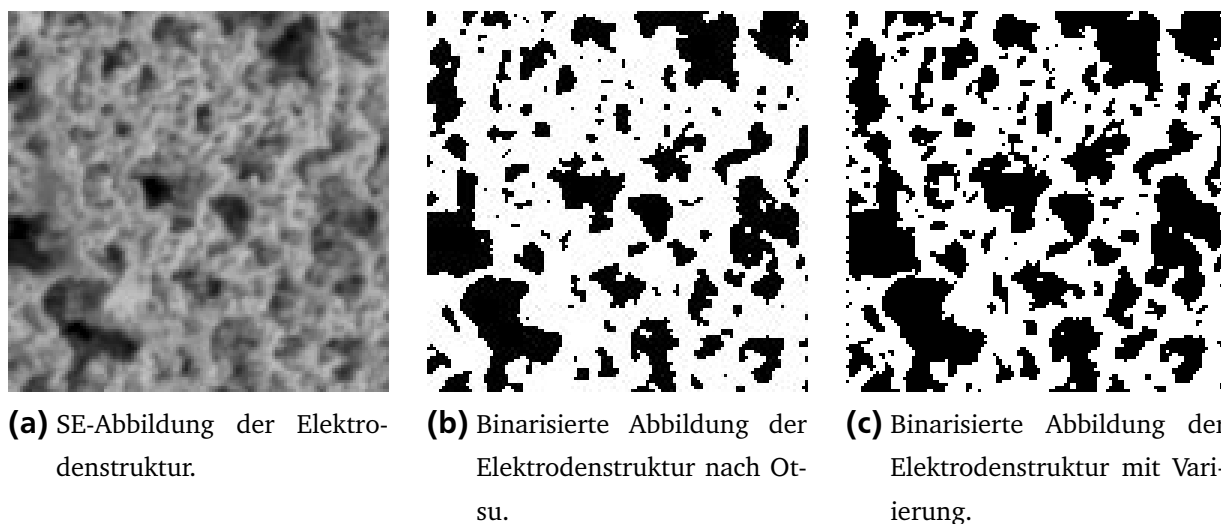 (a) SE-Abbildung der Elektro-
denstruktur.
(b) Binarisierte Abbildung der
Elektrodenstruktur nach Ot-
su.
(c) Binarisierte Abbildung der
Elektrodenstruktur mit Vari-
ierung.